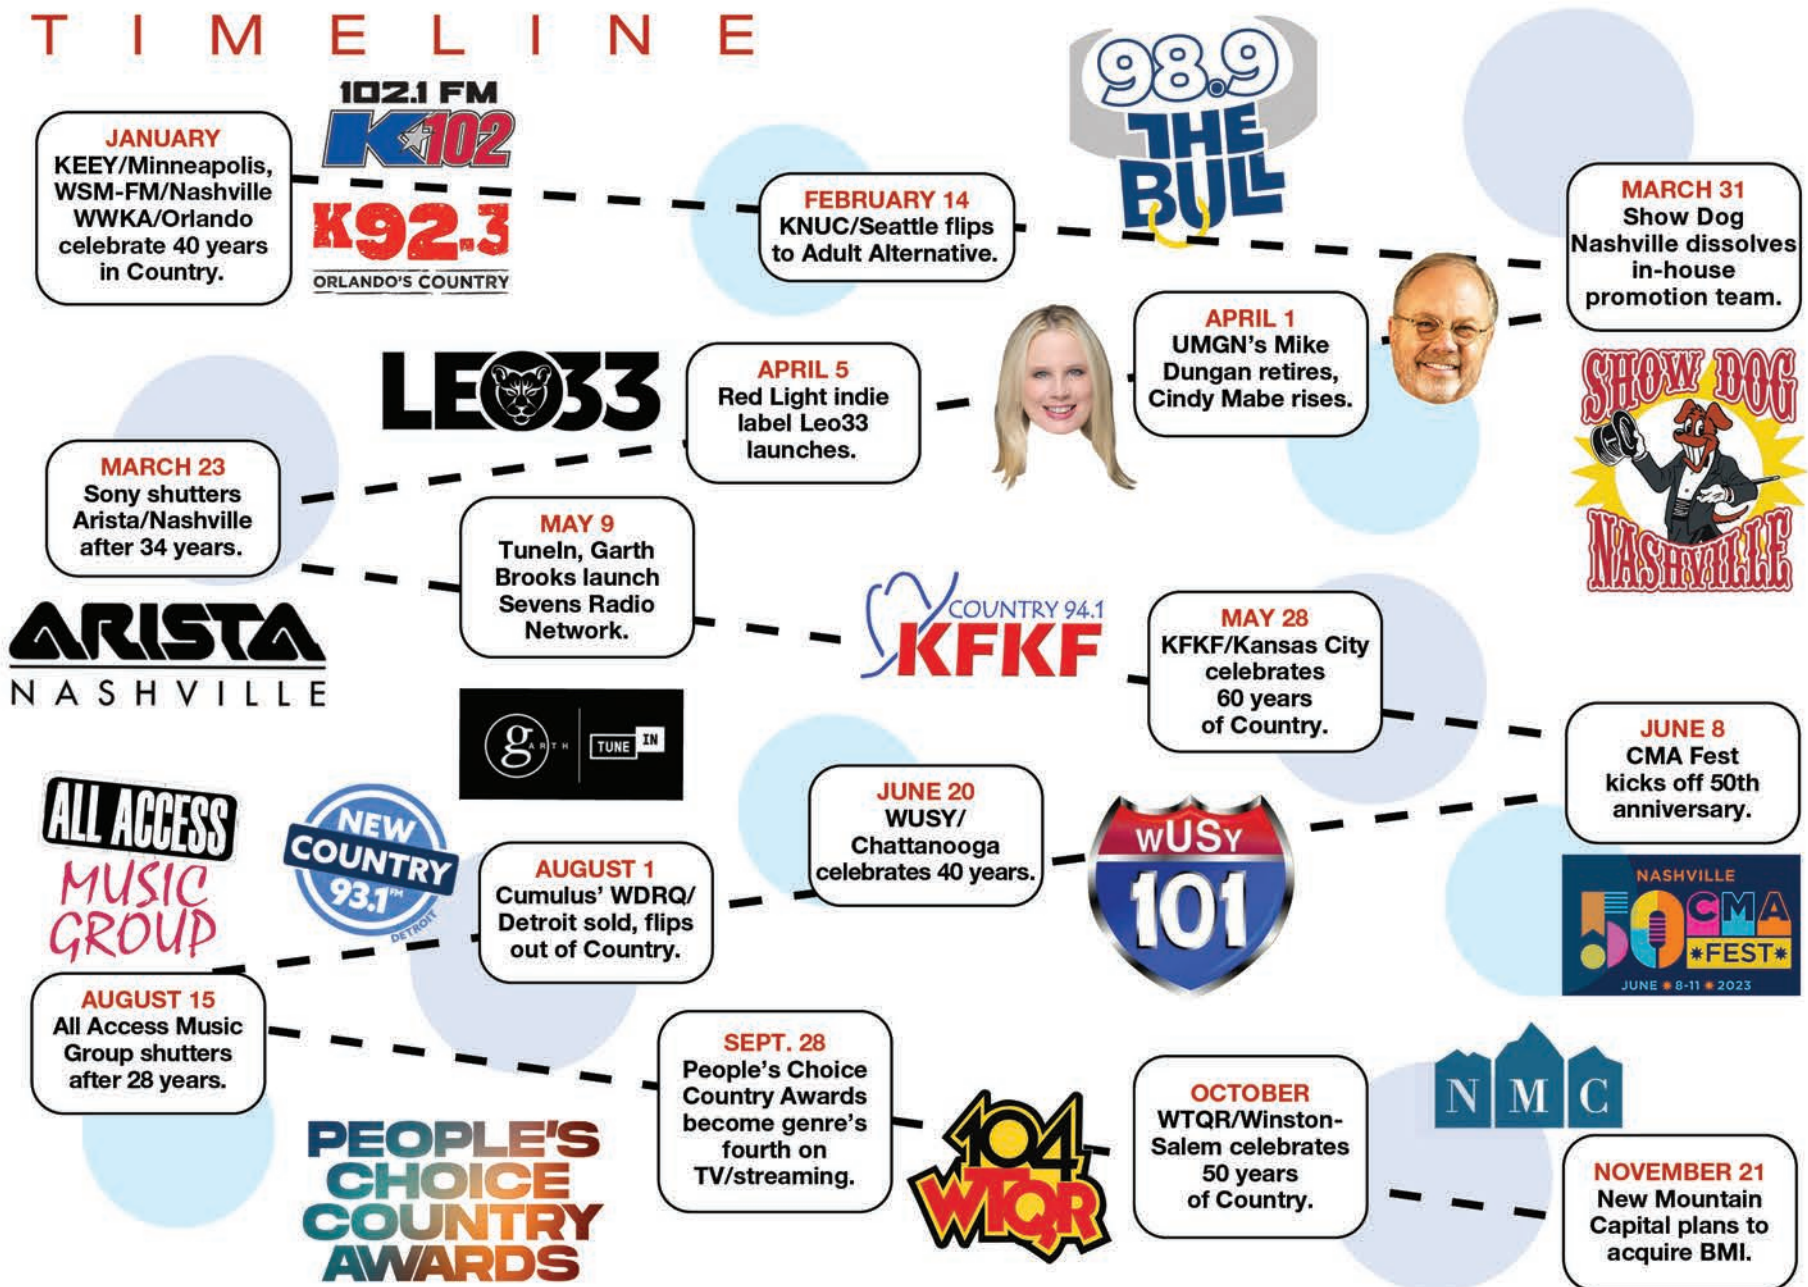 TIMELINE
JANUARY
KEEY/Minneapolis,
WSM-FM/Nashville
WWKA/Orlando
celebrate 40 years
in Country.
102.1 FM
K102
K92.3
ORLANDO'S COUNTRY
FEBRUARY 14
KNUC/Seattle flips
to Adult Alternative.
98.9
THE
BULL
MARCH 31
Show Dog
Nashville dissolves
in-house
promotion team.
SHOW DOG
NASHVILLE
APRIL 1
UMGN's Mike
Dungan retires,
Cindy Mabe rises.
APRIL 5
Red Light indie
label Leo33
launches.
LEO33
MARCH 23
Sony shutters
Arista/Nashville
after 34 years.
ARISTA
NASHVILLE
MAY 9
TuneIn, Garth
Brooks launch
Sevens Radio
Network.
gARTH
TUNE IN
COUNTRY 94.1
KFKF
MAY 28
KFKF/Kansas City
celebrates
60 years
of Country.
JUNE 8
CMA Fest
kicks off 50th
anniversary.
NASHVILLE
50 CMA
FEST
JUNE 8-11 2023
wUSy
101
JUNE 20
WUSY/
Chattanooga
celebrates 40 years.
AUGUST 1
Cumulus' WDRQ/
Detroit sold, flips
out of Country.
NEW
COUNTRY
93.1 FM
DETROIT
ALL ACCESS
MUSIC
GROUP
AUGUST 15
All Access Music
Group shutters
after 28 years.
PEOPLE'S
CHOICE
COUNTRY
AWARDS
SEPT. 28
People's Choice
Country Awards
become genre's
fourth on
TV/streaming.
104
WTQR
OCTOBER
WTQR/Winston-
Salem celebrates
50 years
of Country.
NMC
NOVEMBER 21
New Mountain
Capital plans to
acquire BMI.